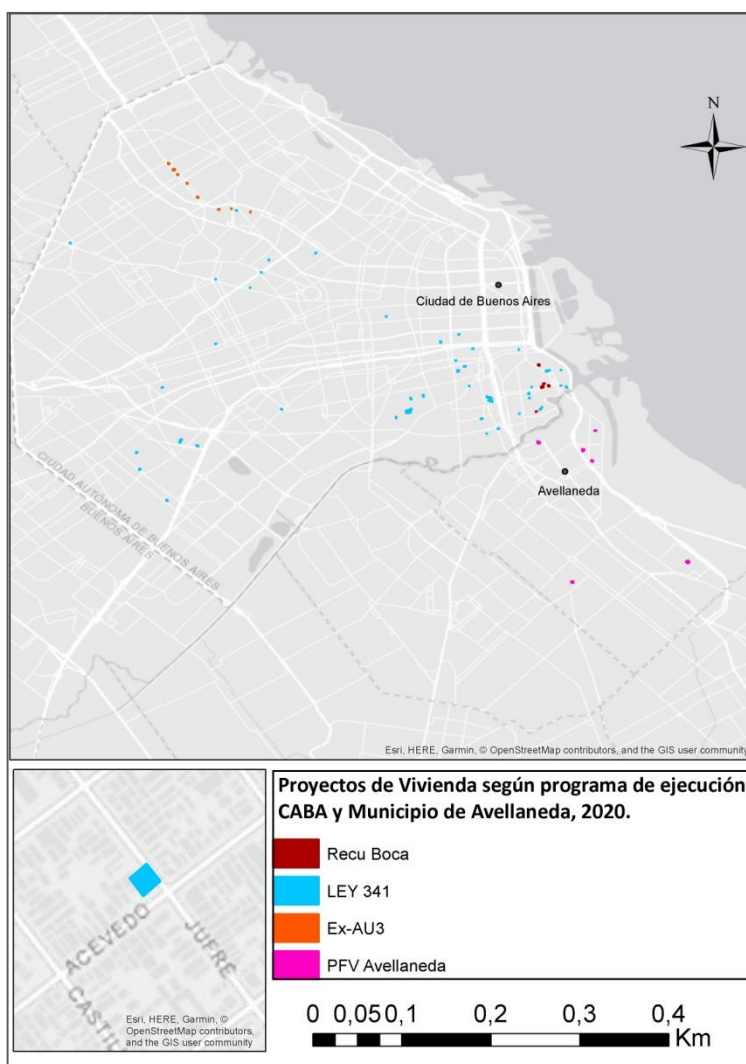 N
Ciudad de Buenos Aires
Avellaneda
CIUDAD AUTÓNOMA DE BUENOS AIRES
BUENOS AIRES
Esri, HERE, Garmin, © OpenStreetMap contributors, and the GIS user community
ACEVEDO
JUFRE
CASTIL
Esri, HERE, Garmin, ©
OpenStreetMap contributors,
and the GIS user community
Proyectos de Vivienda según programa de ejecución
CABA y Municipio de Avellaneda, 2020.
Recu Boca
LEY 341
Ex-AU3
PFV Avellaneda
0 0,05 0,1 0,2 0,3 0,4
Km